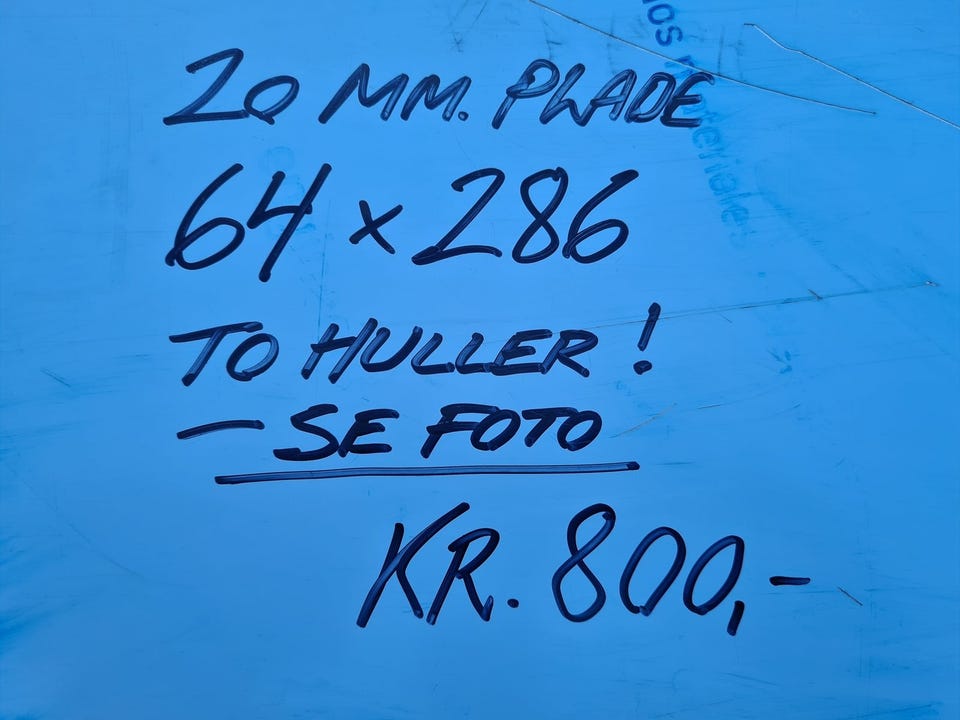 20 MM. PLADE
64 x 286
TO HULLER!
- SE FOTO
KR. 800,-